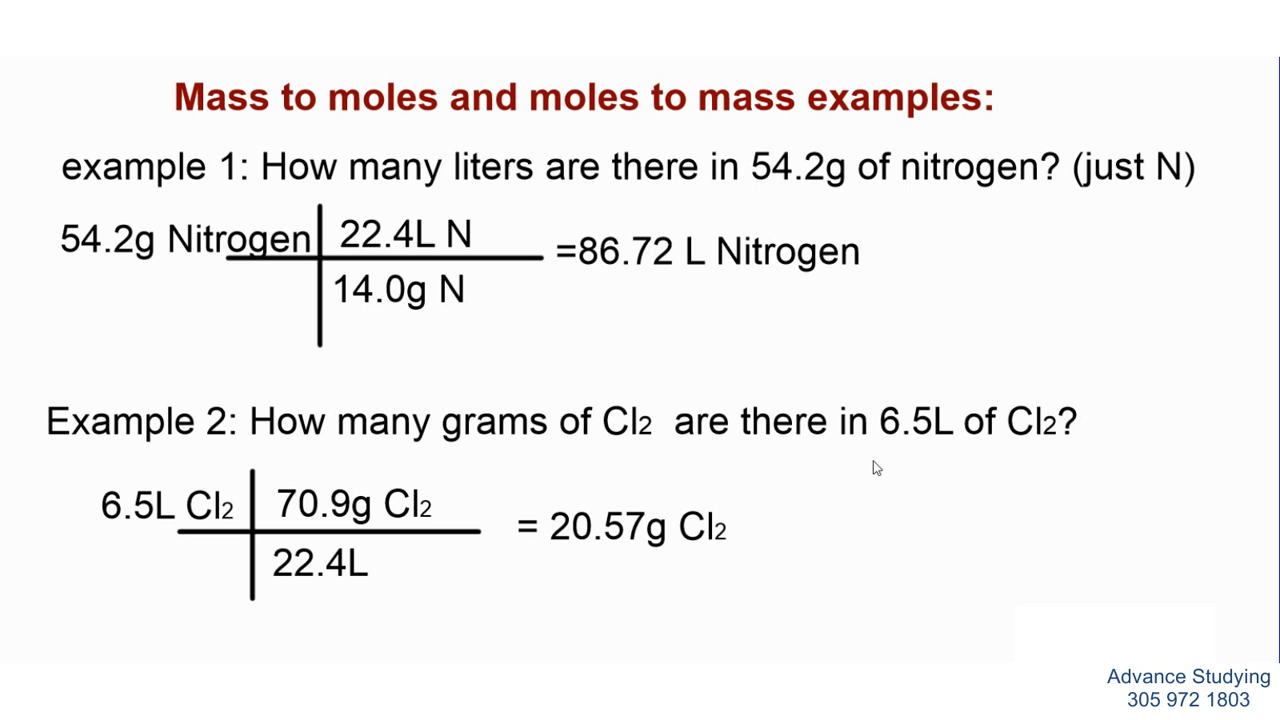 Mass to moles and moles to mass examples:
example 1: How many liters are there in 54.2g of nitrogen? (just N)
54.2g Nitrogen 22.4L N =86.72 L Nitrogen
14.0g N
Example 2: How many grams of Cl2 are there in 6.5L of Cl2?
6.5L Cl2 70.9g Cl2 = 20.57g Cl2
22.4L
Advance Studying
305 972 1803